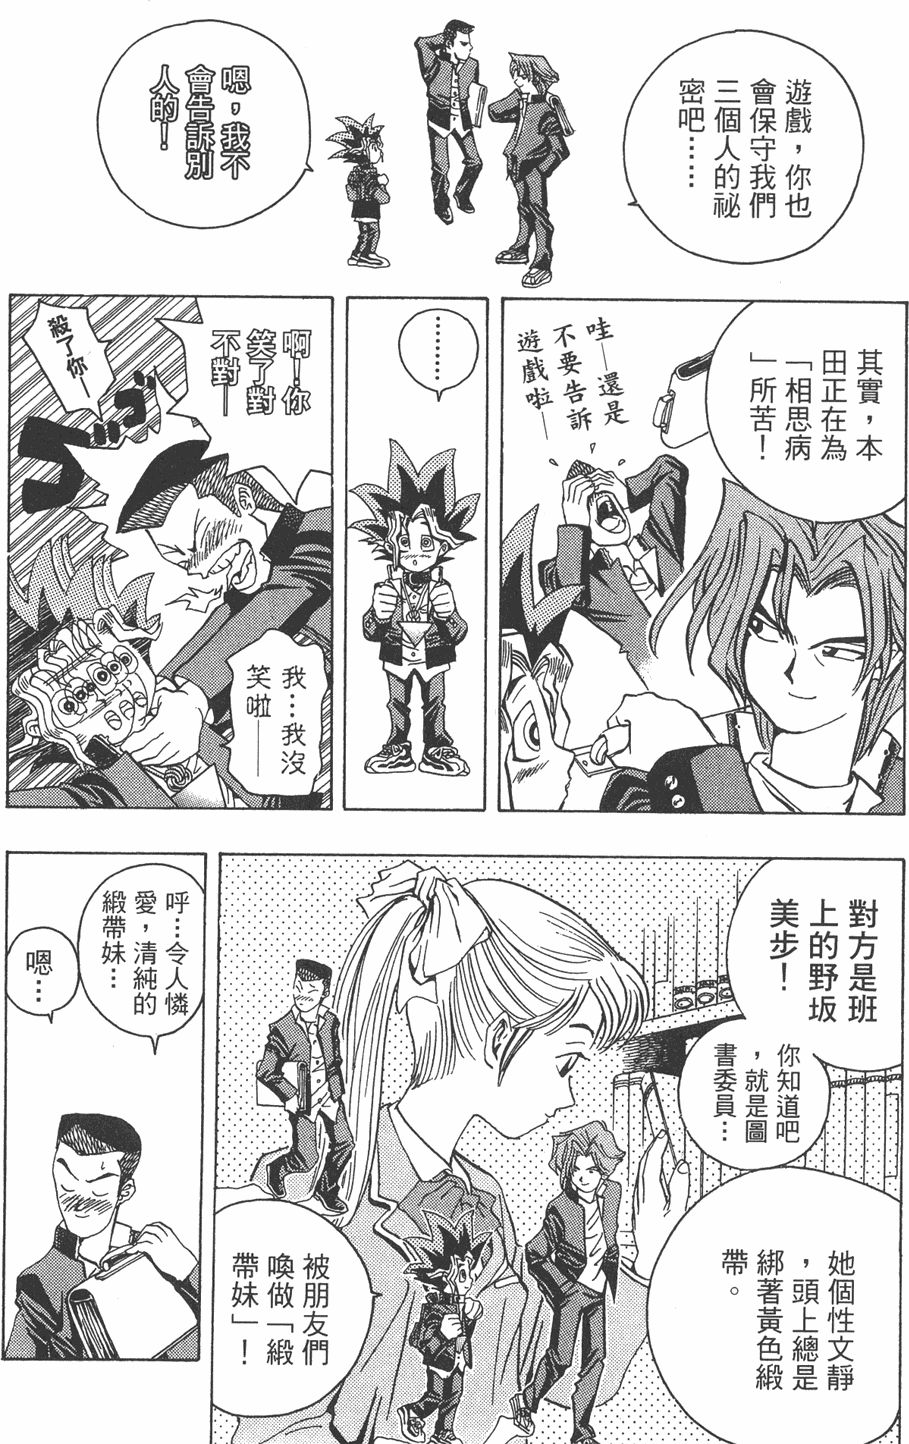 遊戲，你也
會保守我們
三個人的祕
密吧……
嗯，我不
會告訴別
人的！
其實，本
田正在為
「相思病
」所苦！
哇─還是
不要告訴
遊戲啦─
………
啊！你
笑了對
不對─
殺了你─
我…我沒
笑啦─
對方是班
上的野坂
美步！
你知道吧
，就是圖
書委員…
她個性文靜
，頭上總是
綁著黃色緞
帶。
被朋友們
喚做「緞
帶妹」！
呼…令人憐
愛，清純的
緞帶妹…
嗯…